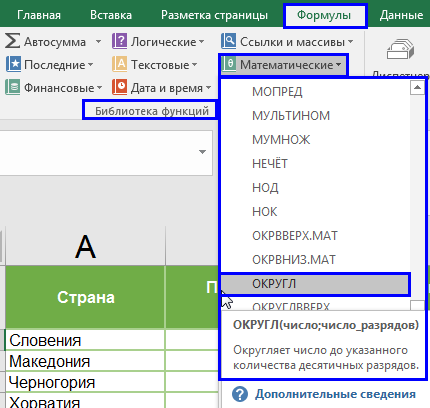 Главная Вставка Разметка страницы Формулы Данные
Автосумма Логические Ссылки и массивы
Последние Текстовые Математические
Финансовые Дата и время
Библиотека функций
МОПРЕД
МУЛЬТИНОМ
МУМНОЖ
НЕЧЁТ
НОД
НОК
ОКРВВЕРХ.МАТ
ОКРВНИЗ.МАТ
ОКРУГЛ
ОКРУГЛВВЕРХ
ОКРУГЛ(число;число_разрядов)
Округляет число до указанного
количества десятичных разрядов.
Дополнительные сведения
A
Страна
Словения
Македония
Черногория
Хорватия